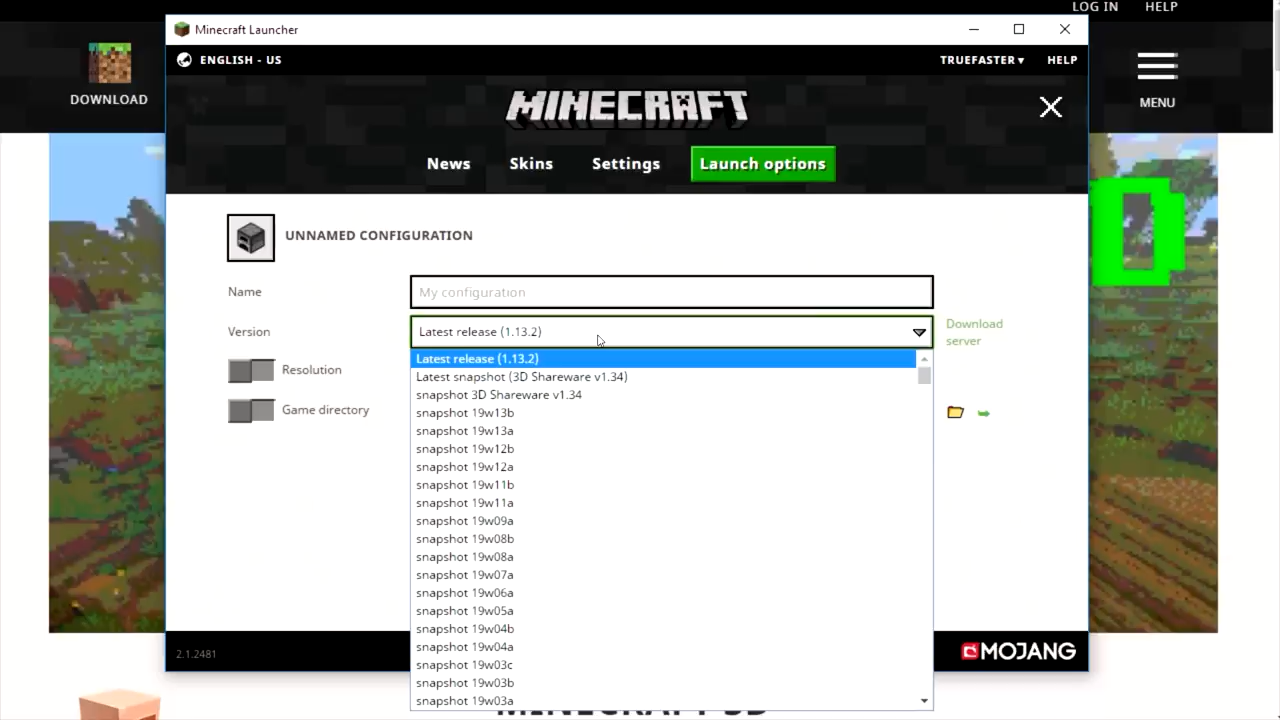 LOG IN
HELP
Minecraft Launcher
ENGLISH - US
TRUEFASTER▾
HELP
DOWNLOAD
MENU
MINECRAFT
News
Skins
Settings
Launch options
UNNAMED CONFIGURATION
Name
My configuration
Version
Latest release (1.13.2)
Download
server
Latest release (1.13.2)
Latest snapshot (3D Shareware v1.34)
snapshot 3D Shareware v1.34
snapshot 19w13b
snapshot 19w13a
snapshot 19w12b
snapshot 19w12a
snapshot 19w11b
snapshot 19w11a
snapshot 19w09a
snapshot 19w08b
snapshot 19w08a
snapshot 19w07a
snapshot 19w06a
snapshot 19w05a
snapshot 19w04b
snapshot 19w04a
snapshot 19w03c
snapshot 19w03b
snapshot 19w03a
Resolution
Game directory
2.1.2481
MOJANG
D